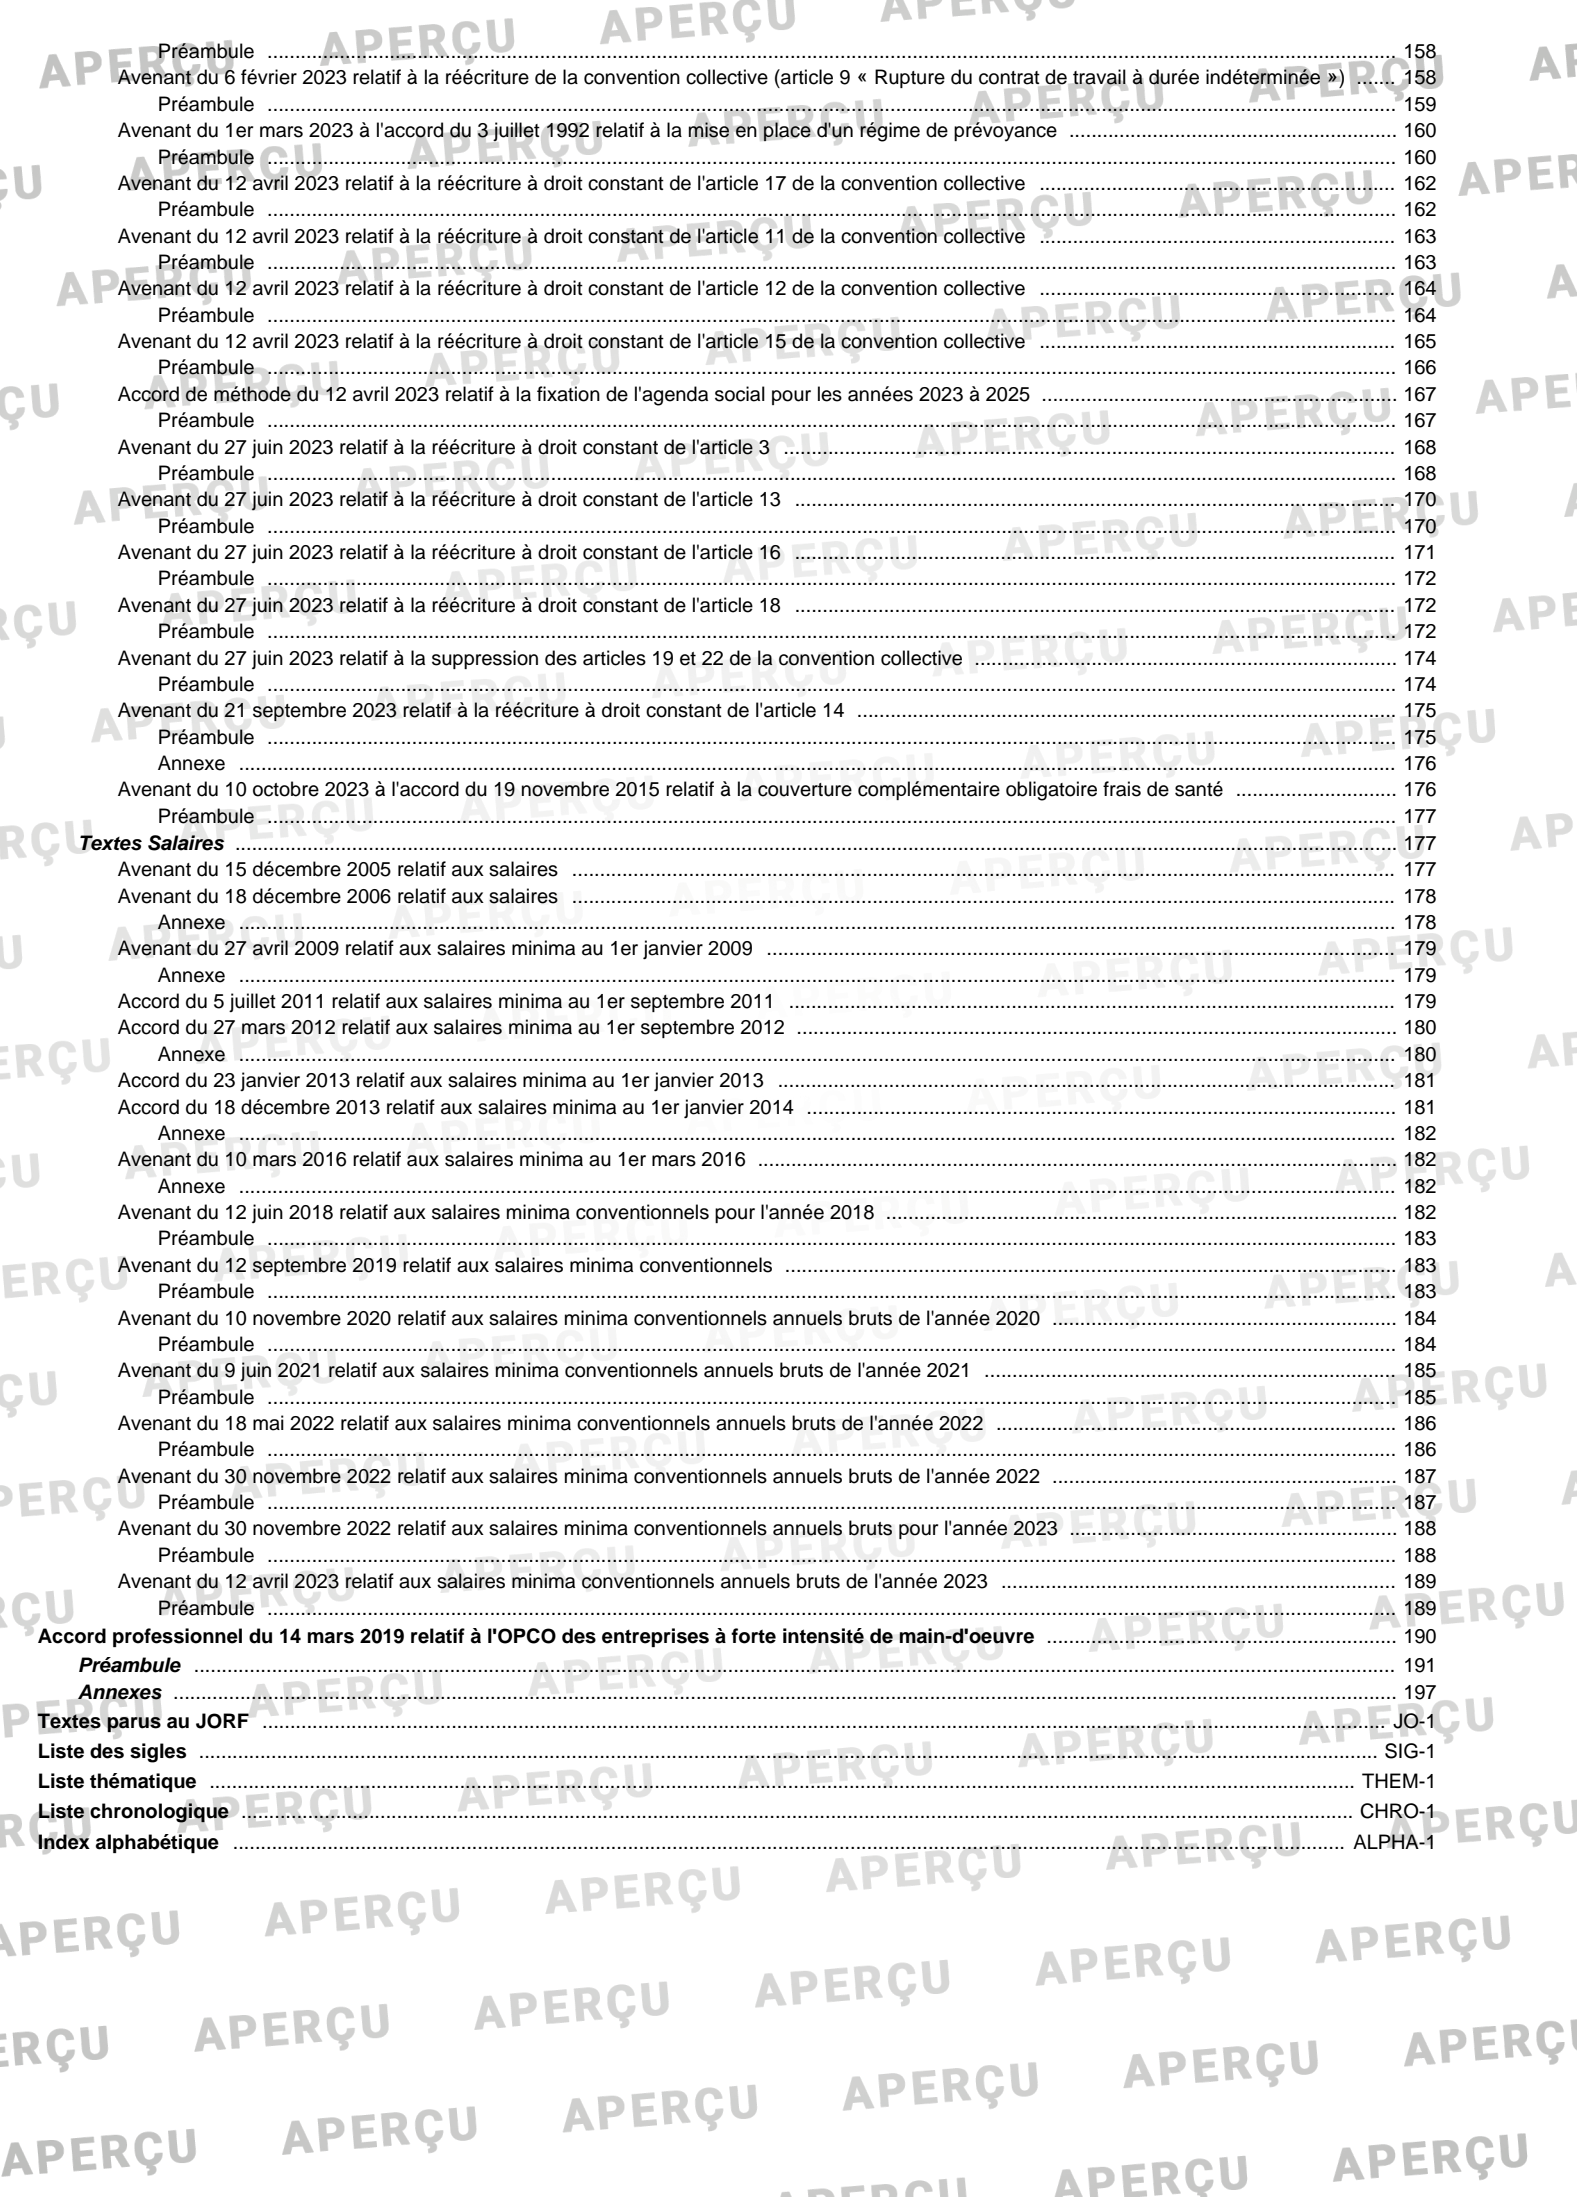 Préambule ... 158
Avenant du 6 février 2023 relatif à la réécriture de la convention collective (article 9 « Rupture du contrat de travail à durée indéterminée ») ... 158
Préambule ... 159
Avenant du 1er mars 2023 à l'accord du 3 juillet 1992 relatif à la mise en place d'un régime de prévoyance ... 160
Préambule ... 160
Avenant du 12 avril 2023 relatif à la réécriture à droit constant de l'article 17 de la convention collective ... 162
Préambule ... 162
Avenant du 12 avril 2023 relatif à la réécriture à droit constant de l'article 11 de la convention collective ... 163
Préambule ... 163
Avenant du 12 avril 2023 relatif à la réécriture à droit constant de l'article 12 de la convention collective ... 164
Préambule ... 164
Avenant du 12 avril 2023 relatif à la réécriture à droit constant de l'article 15 de la convention collective ... 165
Préambule ... 166
Accord de méthode du 12 avril 2023 relatif à la fixation de l'agenda social pour les années 2023 à 2025 ... 167
Préambule ... 167
Avenant du 27 juin 2023 relatif à la réécriture à droit constant de l'article 3 ... 168
Préambule ... 168
Avenant du 27 juin 2023 relatif à la réécriture à droit constant de l'article 13 ... 170
Préambule ... 170
Avenant du 27 juin 2023 relatif à la réécriture à droit constant de l'article 16 ... 171
Préambule ... 172
Avenant du 27 juin 2023 relatif à la réécriture à droit constant de l'article 18 ... 172
Préambule ... 172
Avenant du 27 juin 2023 relatif à la suppression des articles 19 et 22 de la convention collective ... 174
Préambule ... 174
Avenant du 21 septembre 2023 relatif à la réécriture à droit constant de l'article 14 ... 175
Préambule ... 175
Annexe ... 176
Avenant du 10 octobre 2023 à l'accord du 19 novembre 2015 relatif à la couverture complémentaire obligatoire frais de santé ... 176
Préambule ... 177
Textes Salaires ... 177
Avenant du 15 décembre 2005 relatif aux salaires ... 177
Avenant du 18 décembre 2006 relatif aux salaires ... 178
Annexe ... 178
Avenant du 27 avril 2009 relatif aux salaires minima au 1er janvier 2009 ... 179
Annexe ... 179
Accord du 5 juillet 2011 relatif aux salaires minima au 1er septembre 2011 ... 179
Accord du 27 mars 2012 relatif aux salaires minima au 1er septembre 2012 ... 180
Annexe ... 180
Accord du 23 janvier 2013 relatif aux salaires minima au 1er janvier 2013 ... 181
Accord du 18 décembre 2013 relatif aux salaires minima au 1er janvier 2014 ... 181
Annexe ... 182
Avenant du 10 mars 2016 relatif aux salaires minima au 1er mars 2016 ... 182
Annexe ... 182
Avenant du 12 juin 2018 relatif aux salaires minima conventionnels pour l'année 2018 ... 182
Préambule ... 183
Avenant du 12 septembre 2019 relatif aux salaires minima conventionnels ... 183
Préambule ... 183
Avenant du 10 novembre 2020 relatif aux salaires minima conventionnels annuels bruts de l'année 2020 ... 184
Préambule ... 184
Avenant du 9 juin 2021 relatif aux salaires minima conventionnels annuels bruts de l'année 2021 ... 185
Préambule ... 185
Avenant du 18 mai 2022 relatif aux salaires minima conventionnels annuels bruts de l'année 2022 ... 186
Préambule ... 186
Avenant du 30 novembre 2022 relatif aux salaires minima conventionnels annuels bruts de l'année 2022 ... 187
Préambule ... 187
Avenant du 30 novembre 2022 relatif aux salaires minima conventionnels annuels bruts pour l'année 2023 ... 188
Préambule ... 188
Avenant du 12 avril 2023 relatif aux salaires minima conventionnels annuels bruts de l'année 2023 ... 189
Préambule ... 189
Accord professionnel du 14 mars 2019 relatif à l'OPCO des entreprises à forte intensité de main-d'oeuvre ... 190
Préambule ... 191
Annexes ... 197
Textes parus au JORF ... JO-1
Liste des sigles ... SIG-1
Liste thématique ... THEM-1
Liste chronologique ... CHRO-1
Index alphabétique ... ALPHA-1
APERÇU